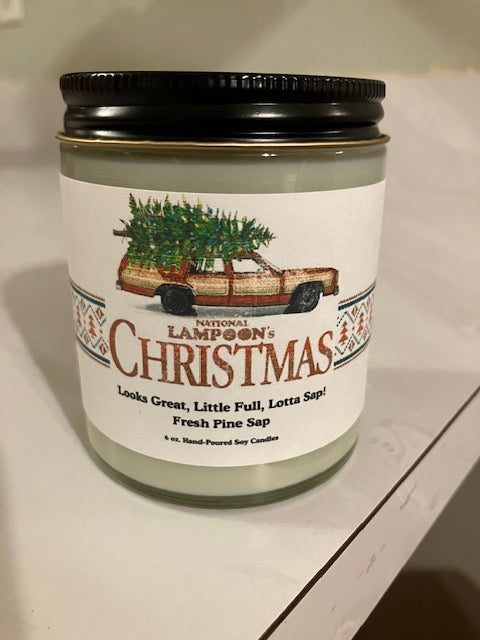 NATIONAL
LAMPOON'S
CHRISTMAS
Looks Great, Little Full, Lotta Sap!
Fresh Pine Sap
6 oz. Hand-Poured Soy Candles